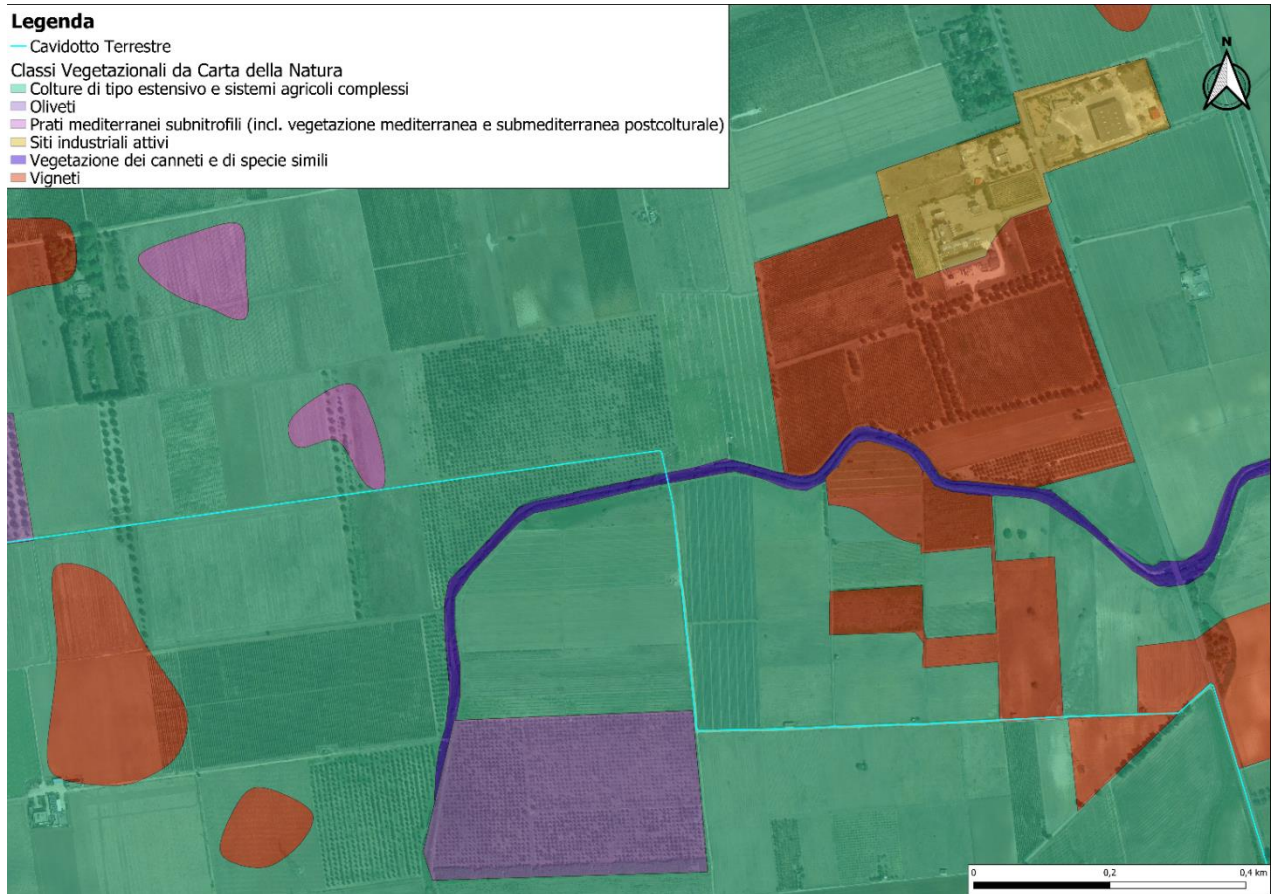 Legenda
Cavidotto Terrestre
Classi Vegetazionali da Carta della Natura
Colture di tipo estensivo e sistemi agricoli complessi
Oliveti
Prati mediterranei subnitrofili (incl. vegetazione mediterranea e submediterranea postcolturale)
Siti industriali attivi
Vegetazione dei canneti e di specie simili
Vigneti
N
0 0,2 0,4 km